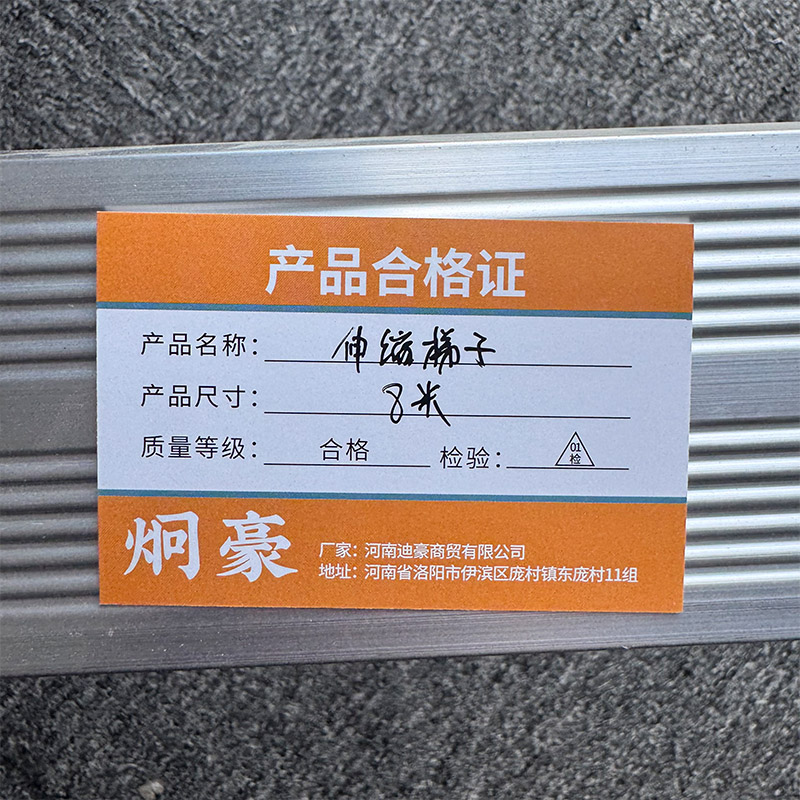 产品合格证
产品名称：伸缩梯子
产品尺寸：8米
质量等级：合格 检验：01检
炯豪
厂家：河南迪豪商贸有限公司
地址：河南省洛阳市伊滨区庞村镇东庞村11组